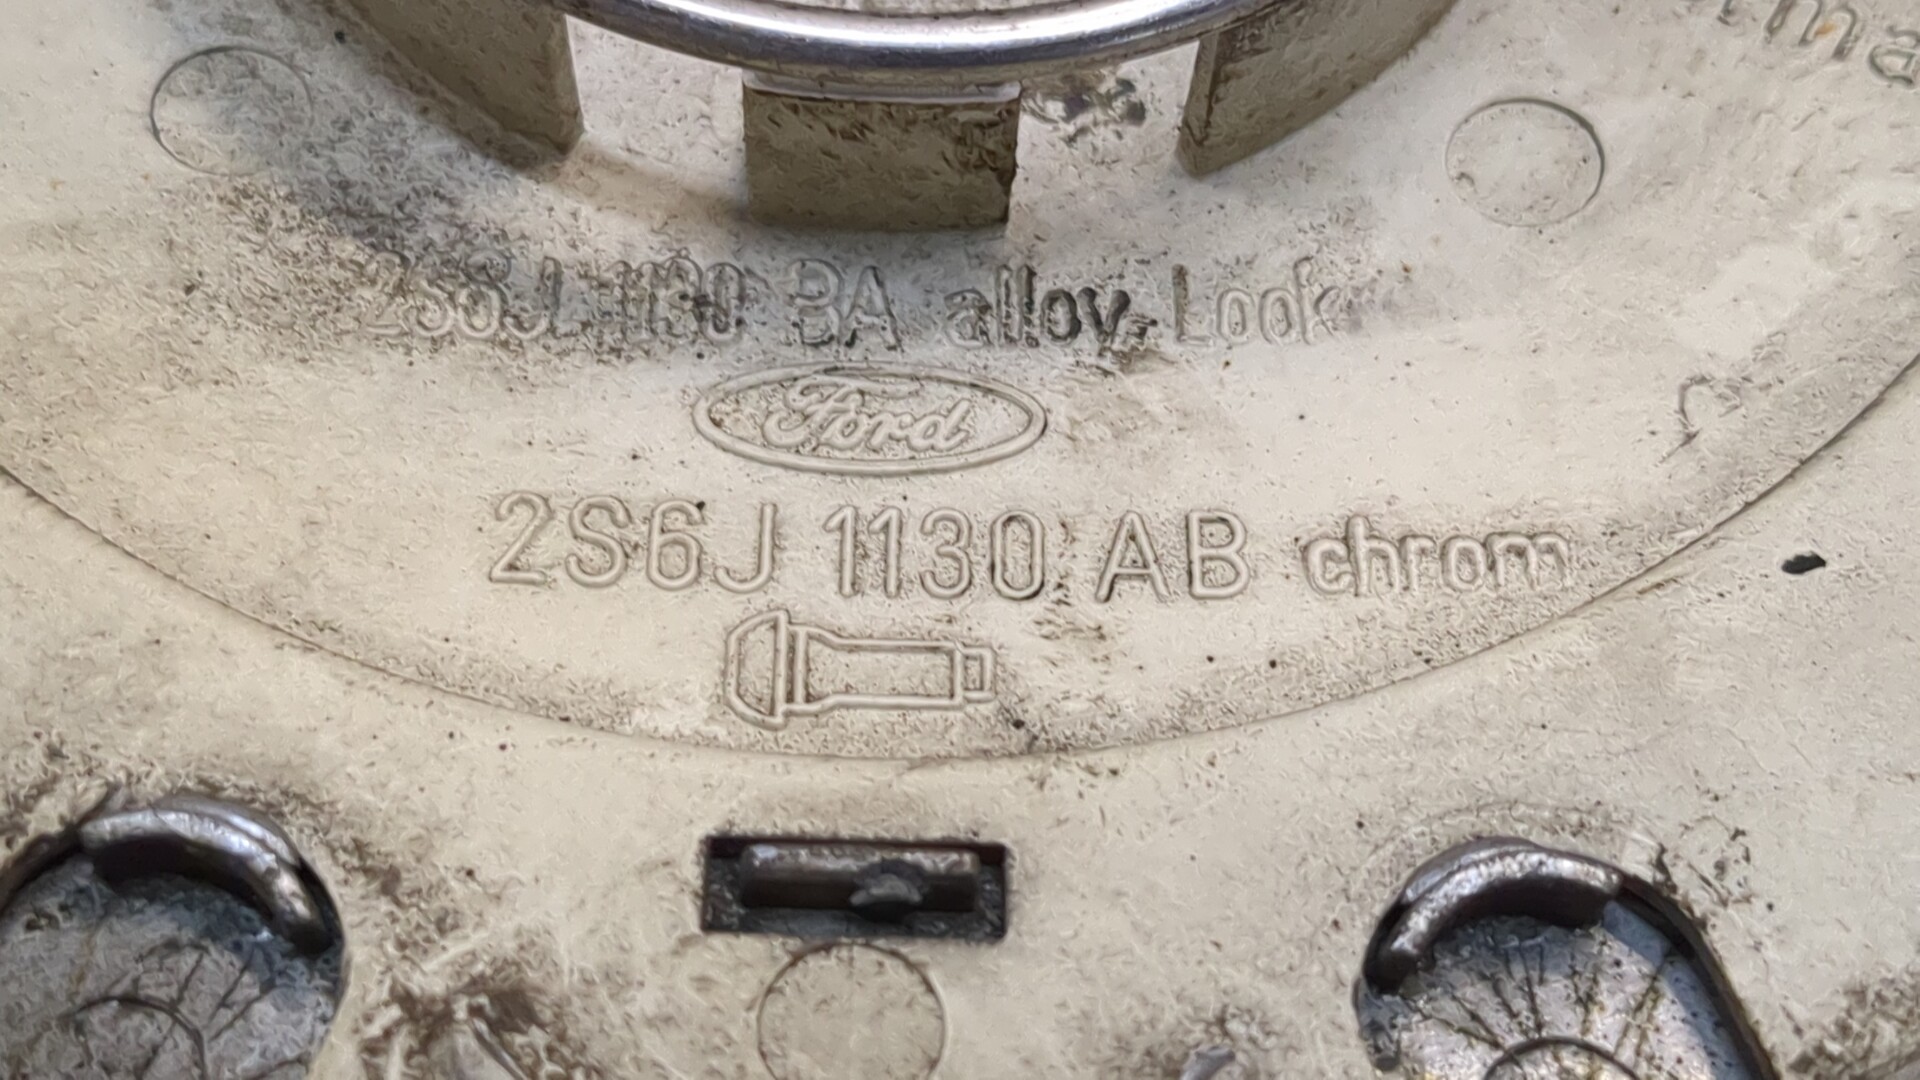 2S6J 1130 BA alloy Look
Ford
2S6J 1130 AB chrom